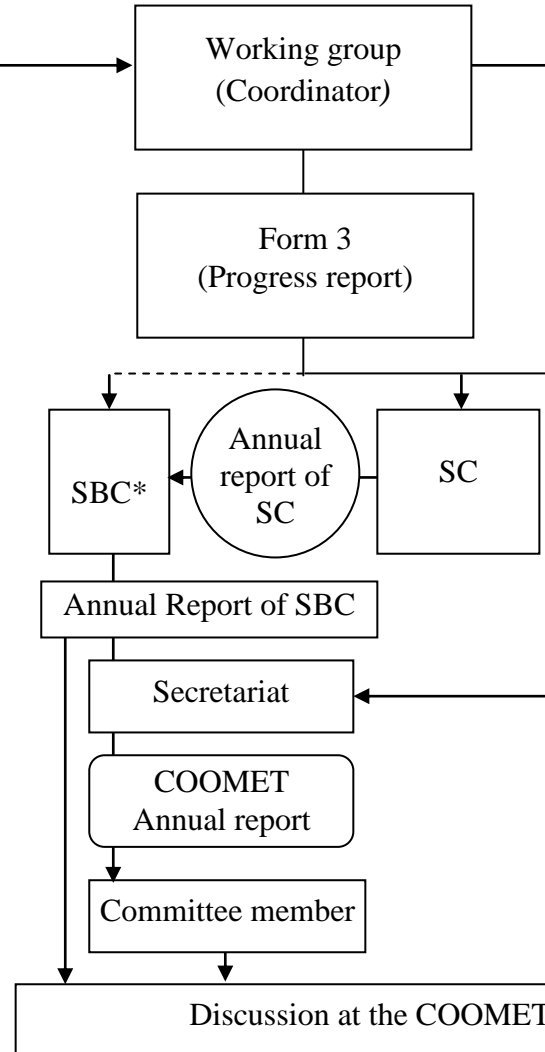 Working group
(Coordinator)
Form 3
(Progress report)
SBC*
Annual
report of
SC
SC
Annual Report of SBC
Secretariat
COOMET
Annual report
Committee member
Discussion at the COOMET